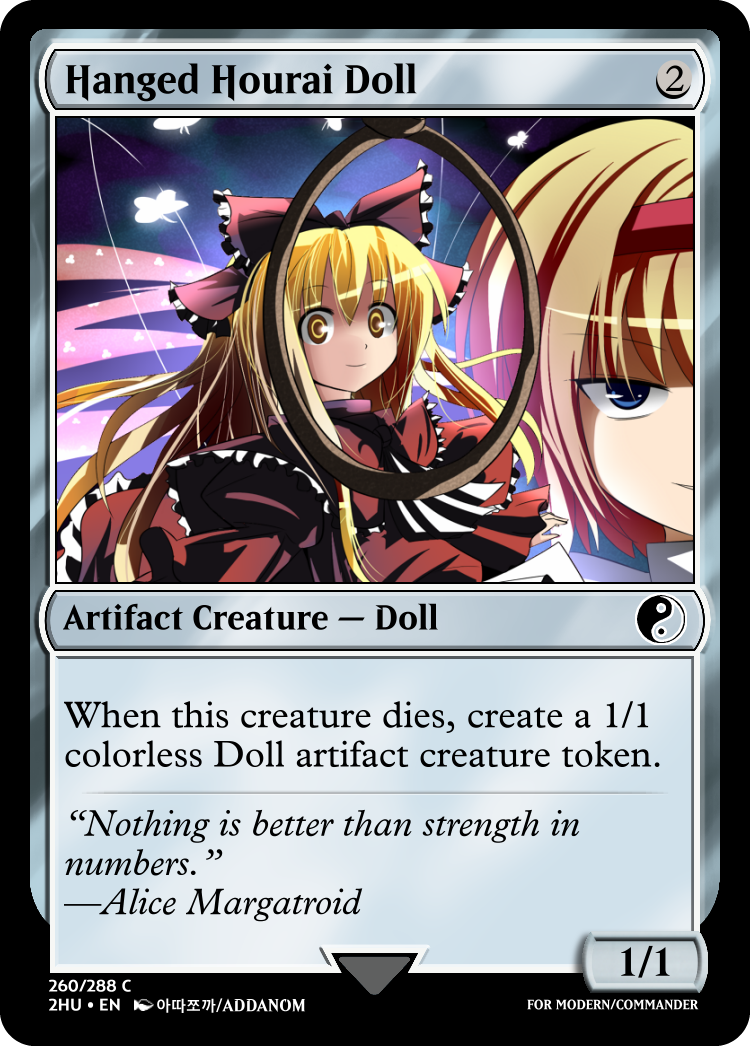 Hanged Hourai Doll
2
Artifact Creature — Doll
When this creature dies, create a 1/1
colorless Doll artifact creature token.
“Nothing is better than strength in
numbers.”
—Alice Margatroid
1/1
260/288 C
2HU • EN 아따쪼까/ADDANOM
FOR MODERN/COMMANDER